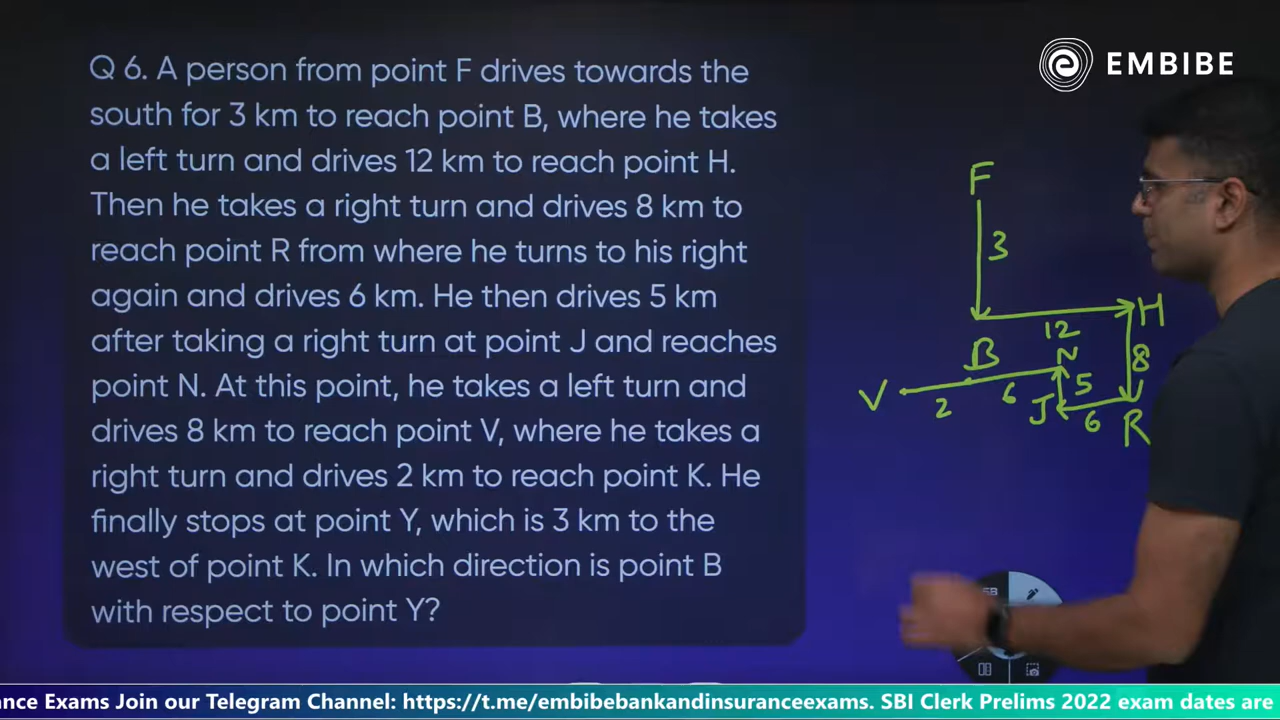 EMBIBE
Q 6. A person from point F drives towards the
south for 3 km to reach point B, where he takes
a left turn and drives 12 km to reach point H.
Then he takes a right turn and drives 8 km to
reach point R from where he turns to his right
again and drives 6 km. He then drives 5 km
after taking a right turn at point J and reaches
point N. At this point, he takes a left turn and
drives 8 km to reach point V, where he takes a
right turn and drives 2 km to reach point K. He
finally stops at point Y, which is 3 km to the
west of point K. In which direction is point B
with respect to point Y?
F
3
H
12
B
N
8
V
2
6
J
5
6
R
nce Exams Join our Telegram Channel: https://t.me/embibebankandinsuranceexams. SBI Clerk Prelims 2022 exam dates are